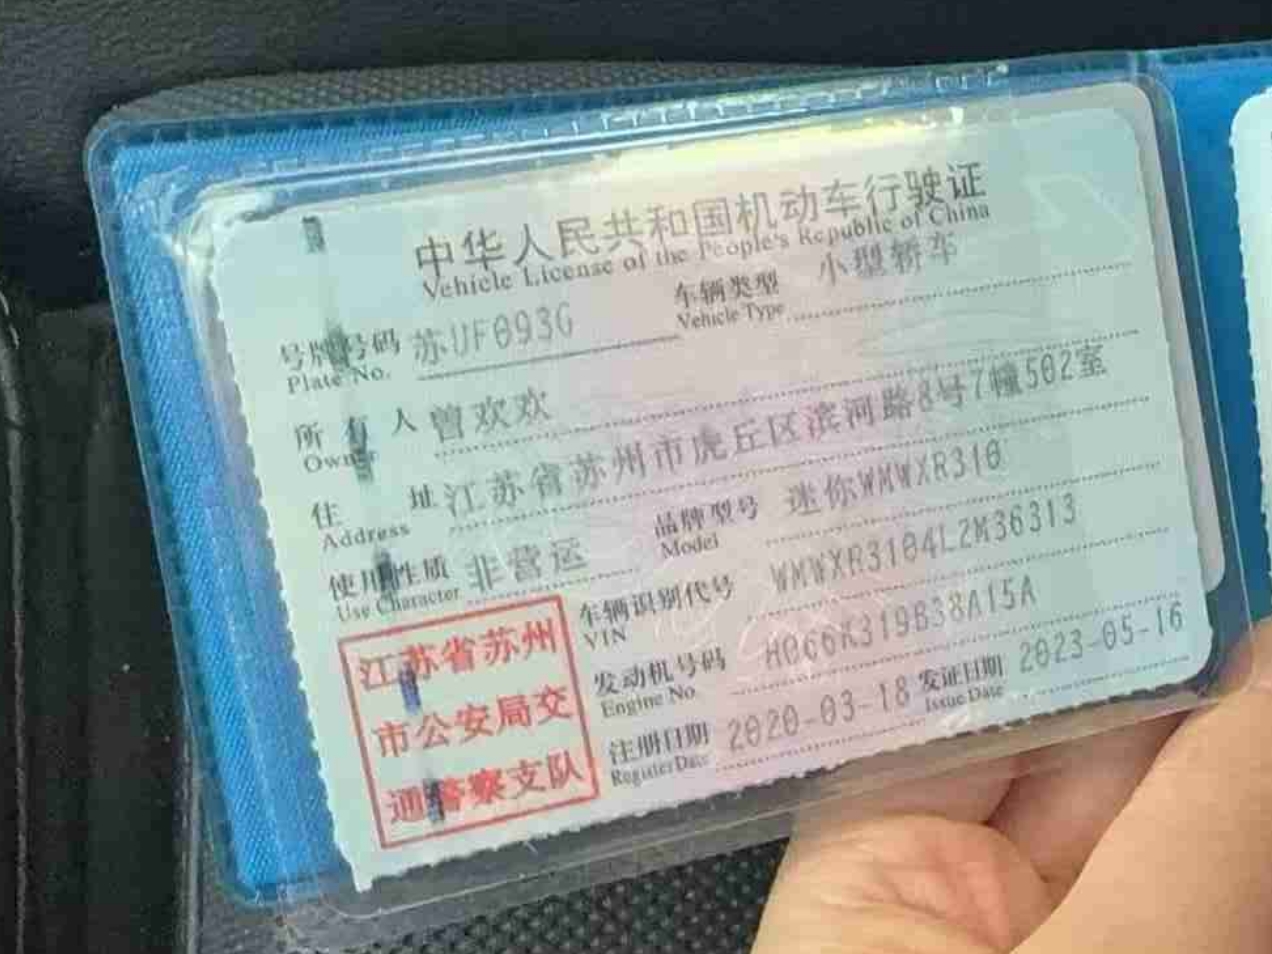 中华人民共和国机动车行驶证
Vehicle License of the People's Republic of China
号牌号码 苏UF093G 车辆类型 小型轿车
Plate No. Vehicle Type
所有人 曾欢欢
Owner
住址 江苏省苏州市虎丘区滨河路8号7幢502室
Address
使用性质 非营运 品牌型号 迷你WMWXR310
Use Character Model
车辆识别代号 WMWXR3104L2M36313
VIN
江苏省苏州
市公安局交
通警察支队
发动机号码 H066K319B38A15A
Engine No.
注册日期 2020-03-18 发证日期 2023-05-16
Register Date Issue Date